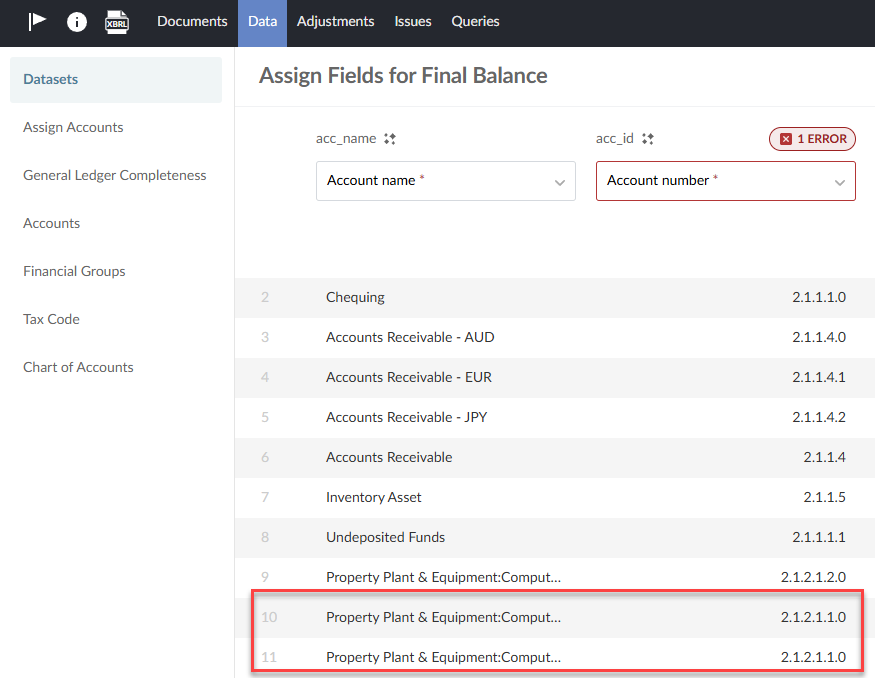 XBRL Documents Data Adjustments Issues Queries
Datasets
Assign Accounts
General Ledger Completeness
Accounts
Financial Groups
Tax Code
Chart of Accounts
Assign Fields for Final Balance
acc_name acc_id 1 ERROR
Account name * Account number *
2 Chequing 2.1.1.1.0
3 Accounts Receivable - AUD 2.1.1.4.0
4 Accounts Receivable - EUR 2.1.1.4.1
5 Accounts Receivable - JPY 2.1.1.4.2
6 Accounts Receivable 2.1.1.4
7 Inventory Asset 2.1.1.5
8 Undeposited Funds 2.1.1.1.1
9 Property Plant & Equipment:Comput... 2.1.2.1.2.0
10 Property Plant & Equipment:Comput... 2.1.2.1.1.0
11 Property Plant & Equipment:Comput... 2.1.2.1.1.0